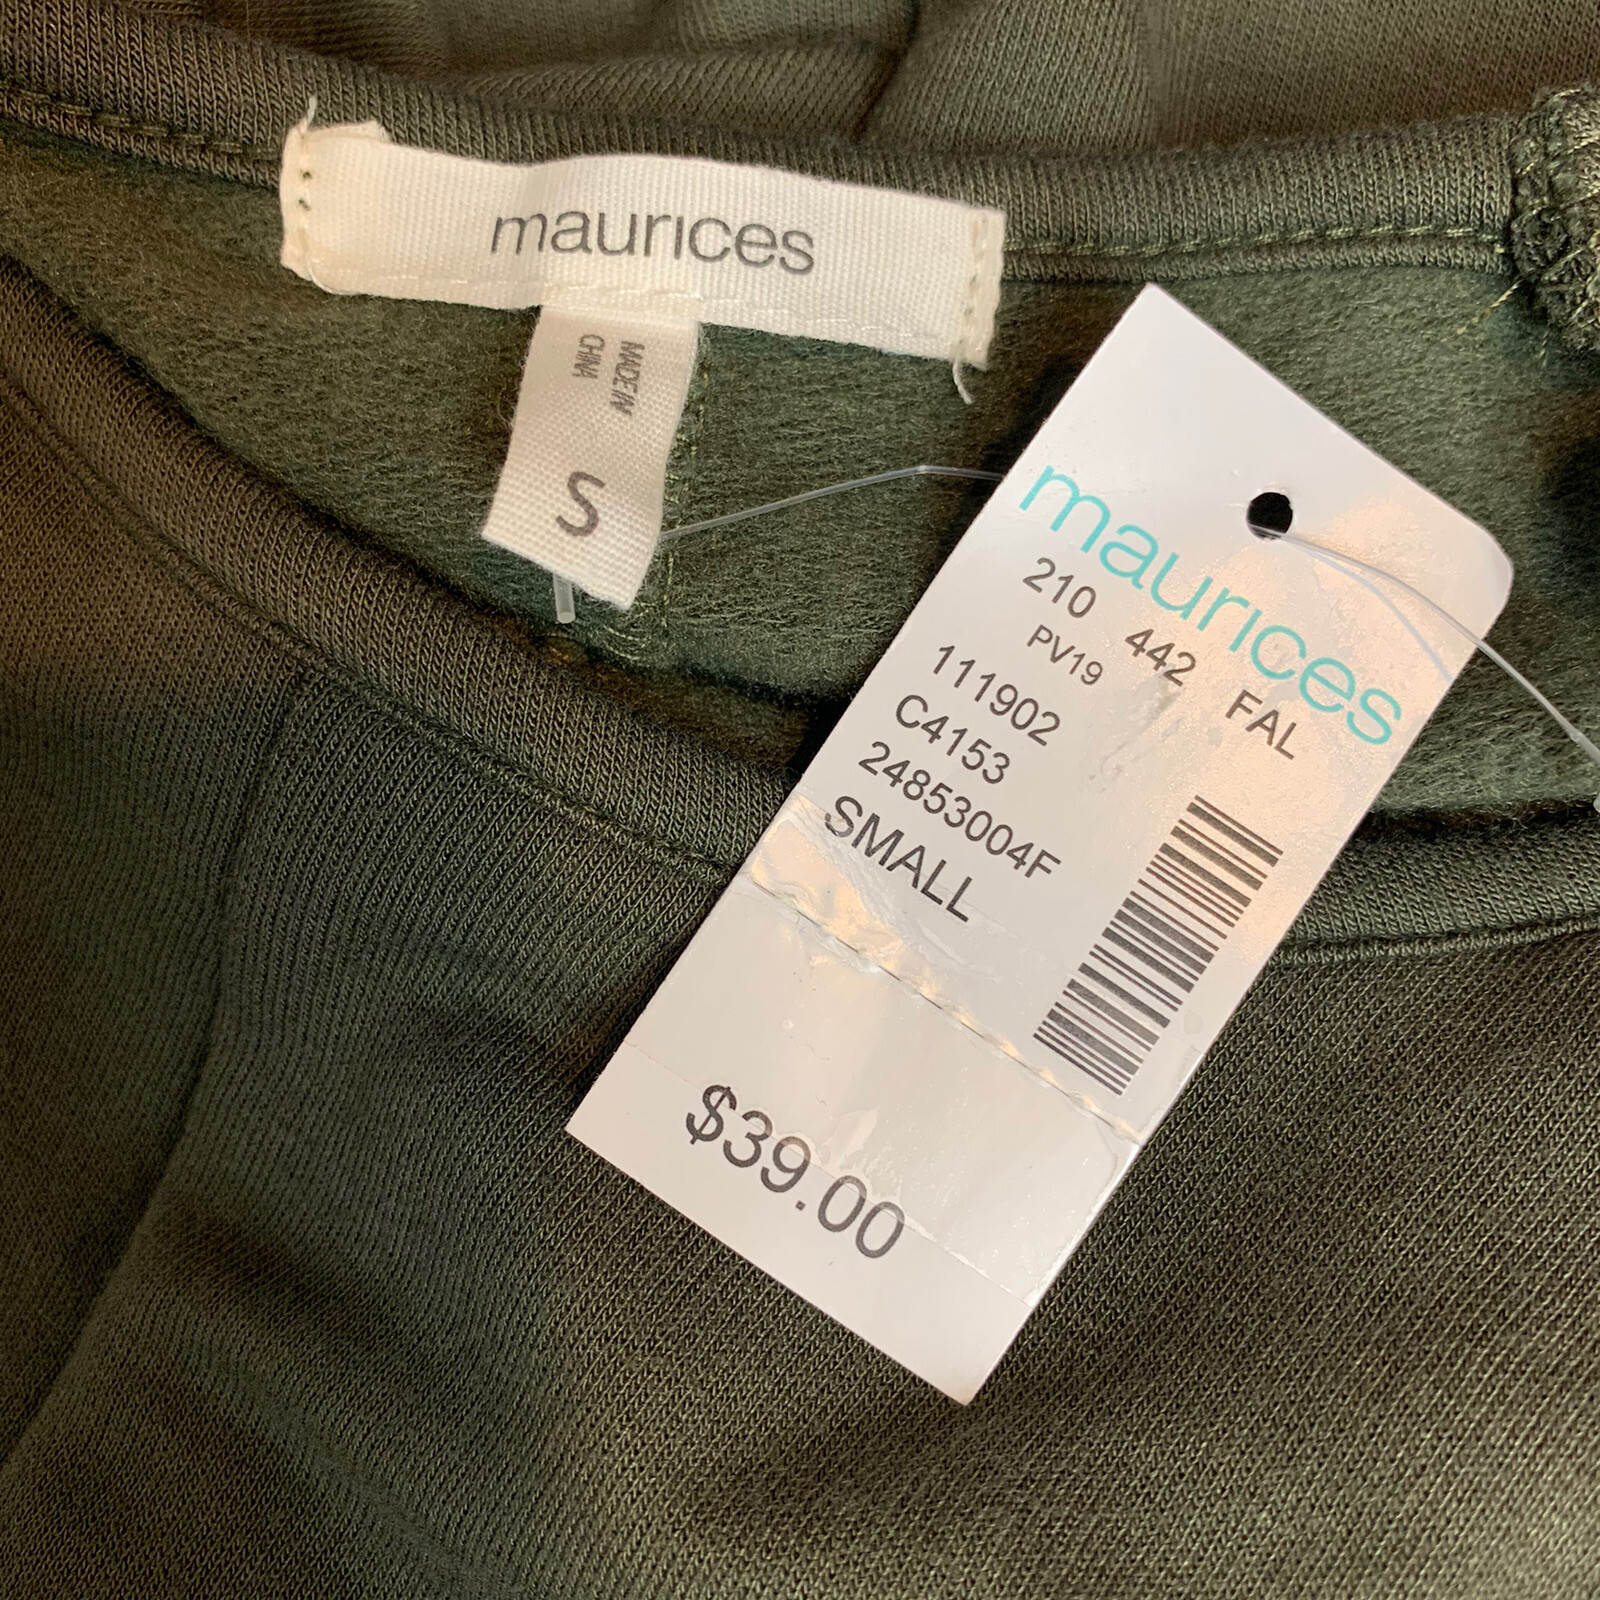 maurices
MADE IN
CHINA
S
maurices
210 442 FAL
PV19
111902
C4153
24853004F
SMALL
$39.00